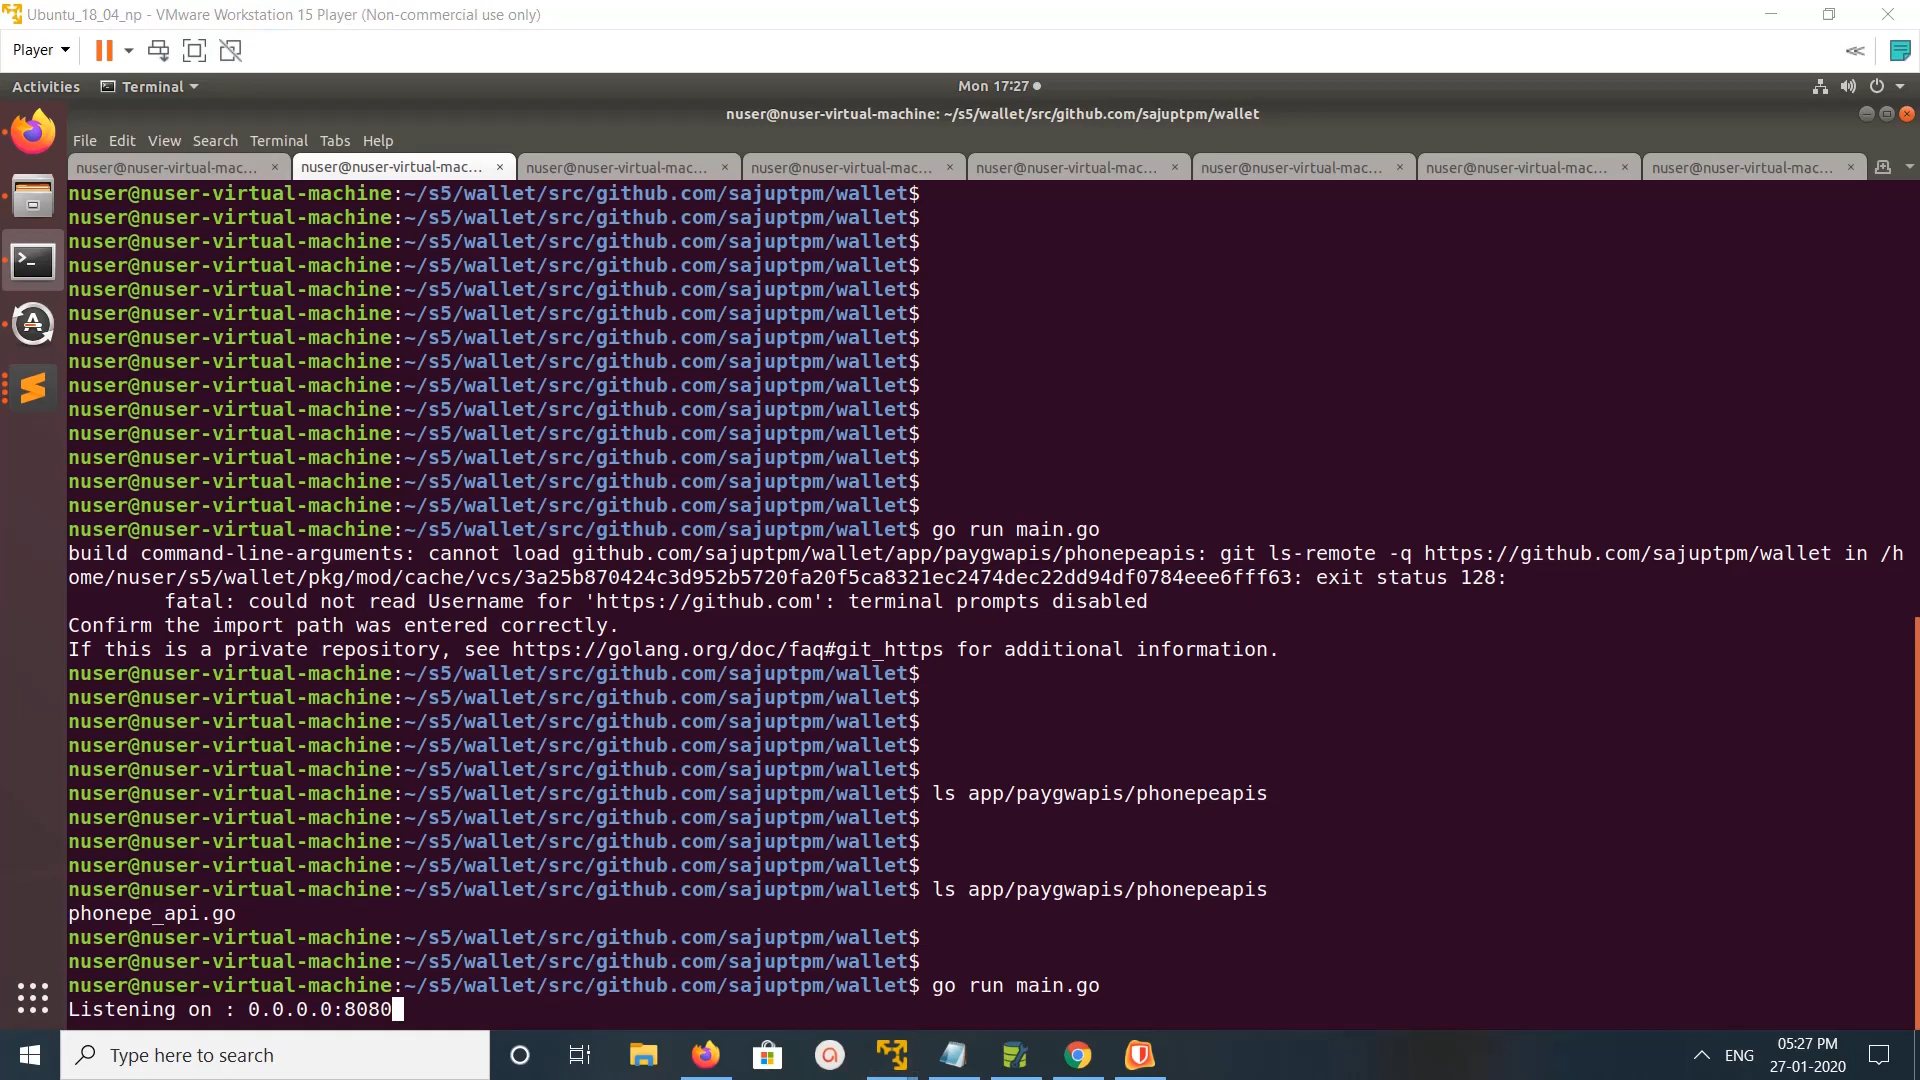 Ubuntu_18_04_np - VMware Workstation 15 Player (Non-commercial use only)
Player
Activities Terminal Mon 17:27
nuser@nuser-virtual-machine: ~/s5/wallet/src/github.com/sajuptpm/wallet
File Edit View Search Terminal Tabs Help
nuser@nuser-virtual-mac... nuser@nuser-virtual-mac... nuser@nuser-virtual-mac... nuser@nuser-virtual-mac... nuser@nuser-virtual-mac... nuser@nuser-virtual-mac... nuser@nuser-virtual-mac... nuser@nuser-virtual-mac...
nuser@nuser-virtual-machine:~/s5/wallet/src/github.com/sajuptpm/wallet$
nuser@nuser-virtual-machine:~/s5/wallet/src/github.com/sajuptpm/wallet$
nuser@nuser-virtual-machine:~/s5/wallet/src/github.com/sajuptpm/wallet$
nuser@nuser-virtual-machine:~/s5/wallet/src/github.com/sajuptpm/wallet$
nuser@nuser-virtual-machine:~/s5/wallet/src/github.com/sajuptpm/wallet$
nuser@nuser-virtual-machine:~/s5/wallet/src/github.com/sajuptpm/wallet$
nuser@nuser-virtual-machine:~/s5/wallet/src/github.com/sajuptpm/wallet$
nuser@nuser-virtual-machine:~/s5/wallet/src/github.com/sajuptpm/wallet$
nuser@nuser-virtual-machine:~/s5/wallet/src/github.com/sajuptpm/wallet$
nuser@nuser-virtual-machine:~/s5/wallet/src/github.com/sajuptpm/wallet$
nuser@nuser-virtual-machine:~/s5/wallet/src/github.com/sajuptpm/wallet$
nuser@nuser-virtual-machine:~/s5/wallet/src/github.com/sajuptpm/wallet$
nuser@nuser-virtual-machine:~/s5/wallet/src/github.com/sajuptpm/wallet$
nuser@nuser-virtual-machine:~/s5/wallet/src/github.com/sajuptpm/wallet$
nuser@nuser-virtual-machine:~/s5/wallet/src/github.com/sajuptpm/wallet$ go run main.go
build command-line-arguments: cannot load github.com/sajuptpm/wallet/app/paygwapis/phonepeapis: git ls-remote -q https://github.com/sajuptpm/wallet in /h
ome/nuser/s5/wallet/pkg/mod/cache/vcs/3a25b870424c3d952b5720fa20f5ca8321ec2474dec22dd94df0784eee6fff63: exit status 128:
fatal: could not read Username for 'https://github.com': terminal prompts disabled
Confirm the import path was entered correctly.
If this is a private repository, see https://golang.org/doc/faq#git_https for additional information.
nuser@nuser-virtual-machine:~/s5/wallet/src/github.com/sajuptpm/wallet$
nuser@nuser-virtual-machine:~/s5/wallet/src/github.com/sajuptpm/wallet$
nuser@nuser-virtual-machine:~/s5/wallet/src/github.com/sajuptpm/wallet$
nuser@nuser-virtual-machine:~/s5/wallet/src/github.com/sajuptpm/wallet$
nuser@nuser-virtual-machine:~/s5/wallet/src/github.com/sajuptpm/wallet$
nuser@nuser-virtual-machine:~/s5/wallet/src/github.com/sajuptpm/wallet$ ls app/paygwapis/phonepeapis
nuser@nuser-virtual-machine:~/s5/wallet/src/github.com/sajuptpm/wallet$
nuser@nuser-virtual-machine:~/s5/wallet/src/github.com/sajuptpm/wallet$
nuser@nuser-virtual-machine:~/s5/wallet/src/github.com/sajuptpm/wallet$
nuser@nuser-virtual-machine:~/s5/wallet/src/github.com/sajuptpm/wallet$ ls app/paygwapis/phonepeapis
phonepe_api.go
nuser@nuser-virtual-machine:~/s5/wallet/src/github.com/sajuptpm/wallet$
nuser@nuser-virtual-machine:~/s5/wallet/src/github.com/sajuptpm/wallet$
nuser@nuser-virtual-machine:~/s5/wallet/src/github.com/sajuptpm/wallet$ go run main.go
Listening on : 0.0.0.0:8080
Type here to search
ENG
05:27 PM
27-01-2020